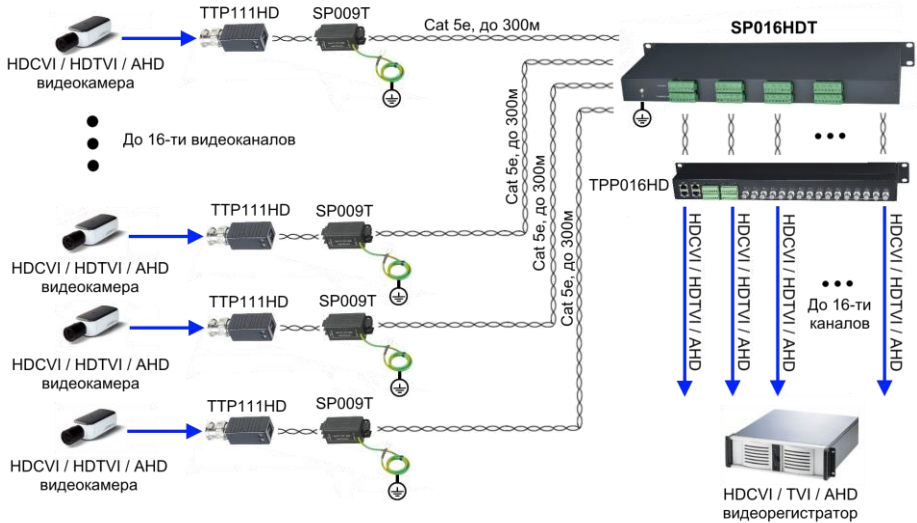 TTP111HD
SP009T
Cat 5e, до 300м
SP016HDT
HDCVI / HDTVI / AHD
видеокамера
До 16-ти видеоканалов
Cat 5e, до 300м
Cat 5e, до 300м
Cat 5e, до 300м
TPP016HD
TTP111HD
SP009T
HDCVI / HDTVI / AHD
видеокамера
TTP111HD
SP009T
HDCVI / HDTVI / AHD
видеокамера
TTP111HD
SP009T
HDCVI / HDTVI / AHD
видеокамера
HDCVI / HDTVI / AHD
HDCVI / HDTVI / AHD
HDCVI / HDTVI / AHD
До 16-ти
каналов
HDCVI / HDTVI / AHD
HDCVI / TVI / AHD
видеорегистратор